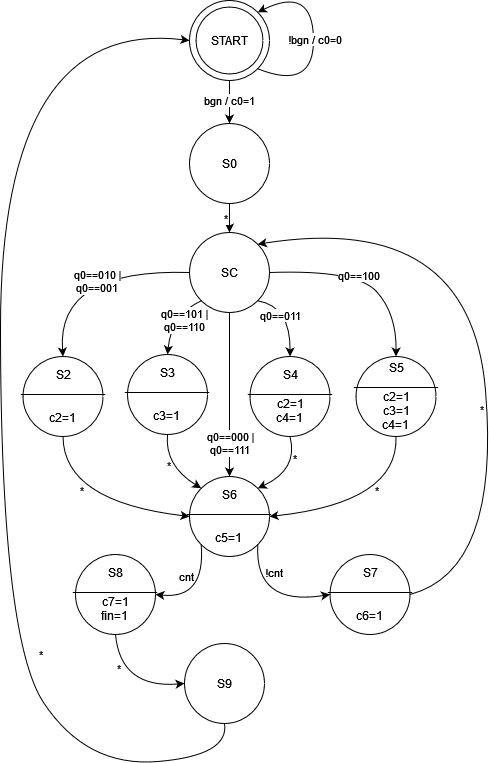 START
!bgn / c0=0
bgn / c0=1
S0
*
SC
q0==010 |
q0==001
q0==101 |
q0==110
q0==011
q0==100
S2
c2=1
S3
c3=1
S4
c2=1
c4=1
S5
c2=1
c3=1
c4=1
*
q0==000 |
q0==111
*
*
*
*
S6
c5=1
cnt
!cnt
S8
c7=1
fin=1
S7
c6=1
*
*
S9